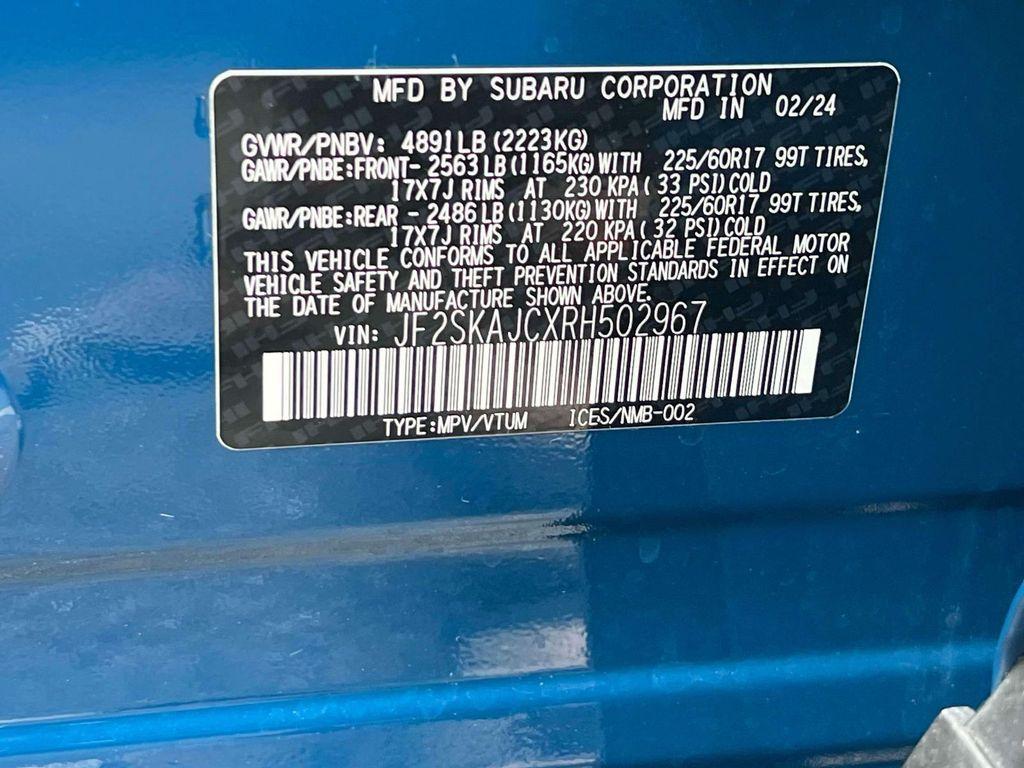 MFD BY SUBARU CORPORATION
MFD IN 02/24
GVWR/PNBV: 4891LB (2223KG)
GAWR/PNBE:FRONT- 2563LB (1165KG) WITH 225/60R17 99T TIRES,
17X7J RIMS AT 230 KPA ( 33 PSI) COLD
GAWR/PNBE:REAR - 2486LB (1130KG) WITH 225/60R17 99T TIRES,
17X7J RIMS AT 220 KPA ( 32 PSI) COLD
THIS VEHICLE CONFORMS TO ALL APPLICABLE FEDERAL MOTOR
VEHICLE SAFETY AND THEFT PREVENTION STANDARDS IN EFFECT ON
THE DATE OF MANUFACTURE SHOWN ABOVE.
VIN: JF2SKAJCXRH502967
TYPE:MPV/VTUM ICES/NMB-002